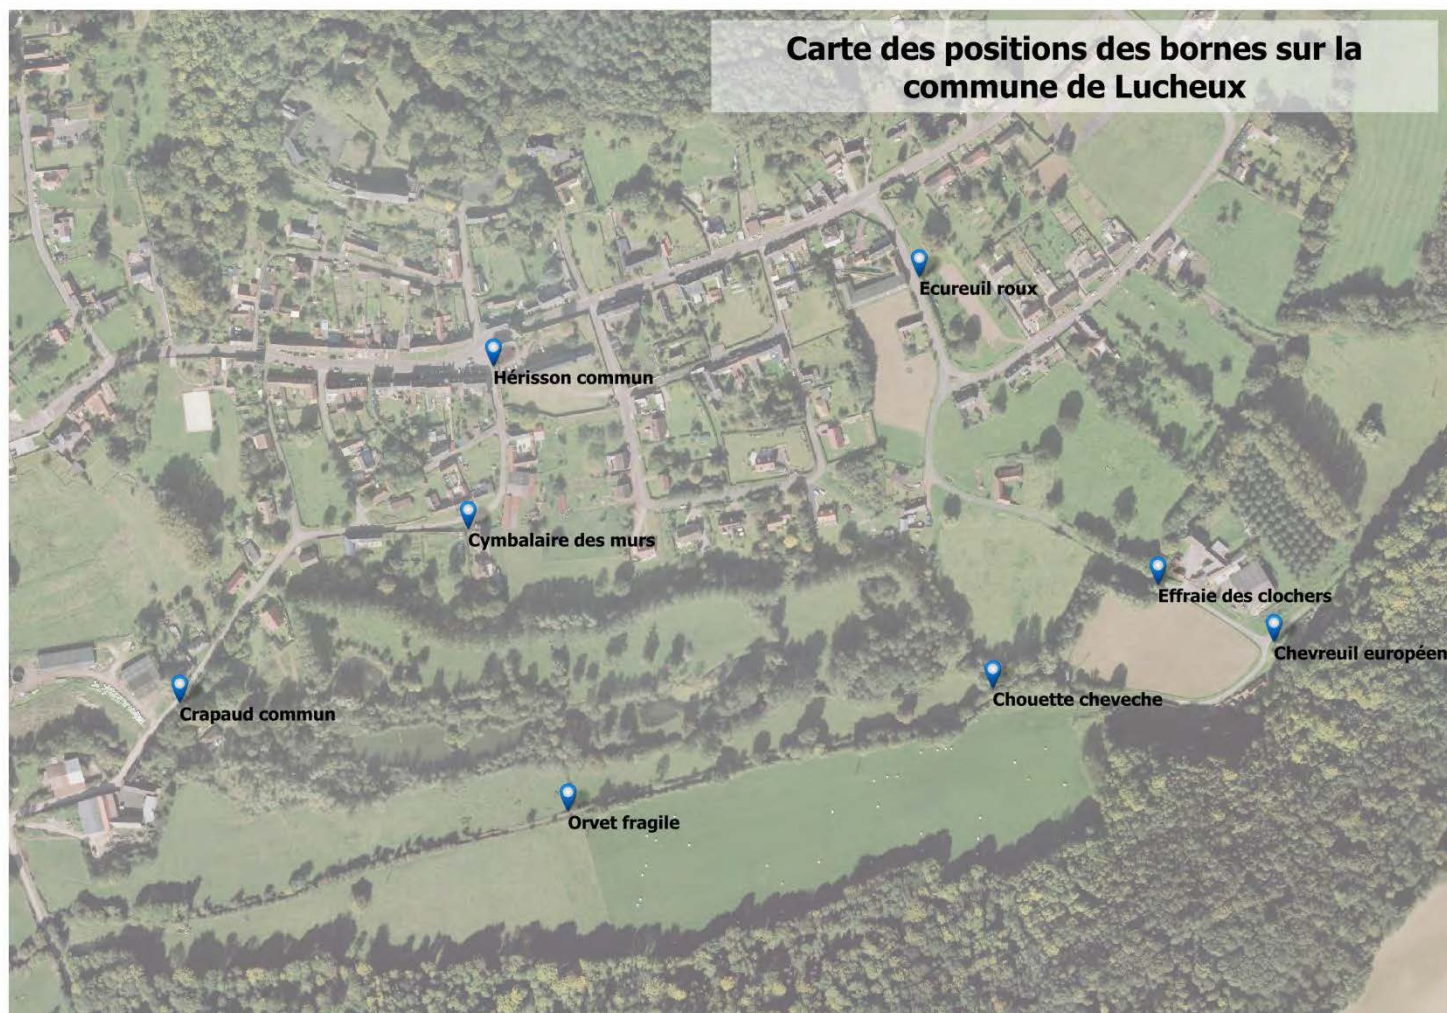 Carte des positions des bornes sur la
commune de Lucheux
Ecureuil roux
Hérisson commun
Cymbalaire des murs
Effraie des clochers
Chevreuil européen
Chouette cheveche
Crapaud commun
Orvet fragile